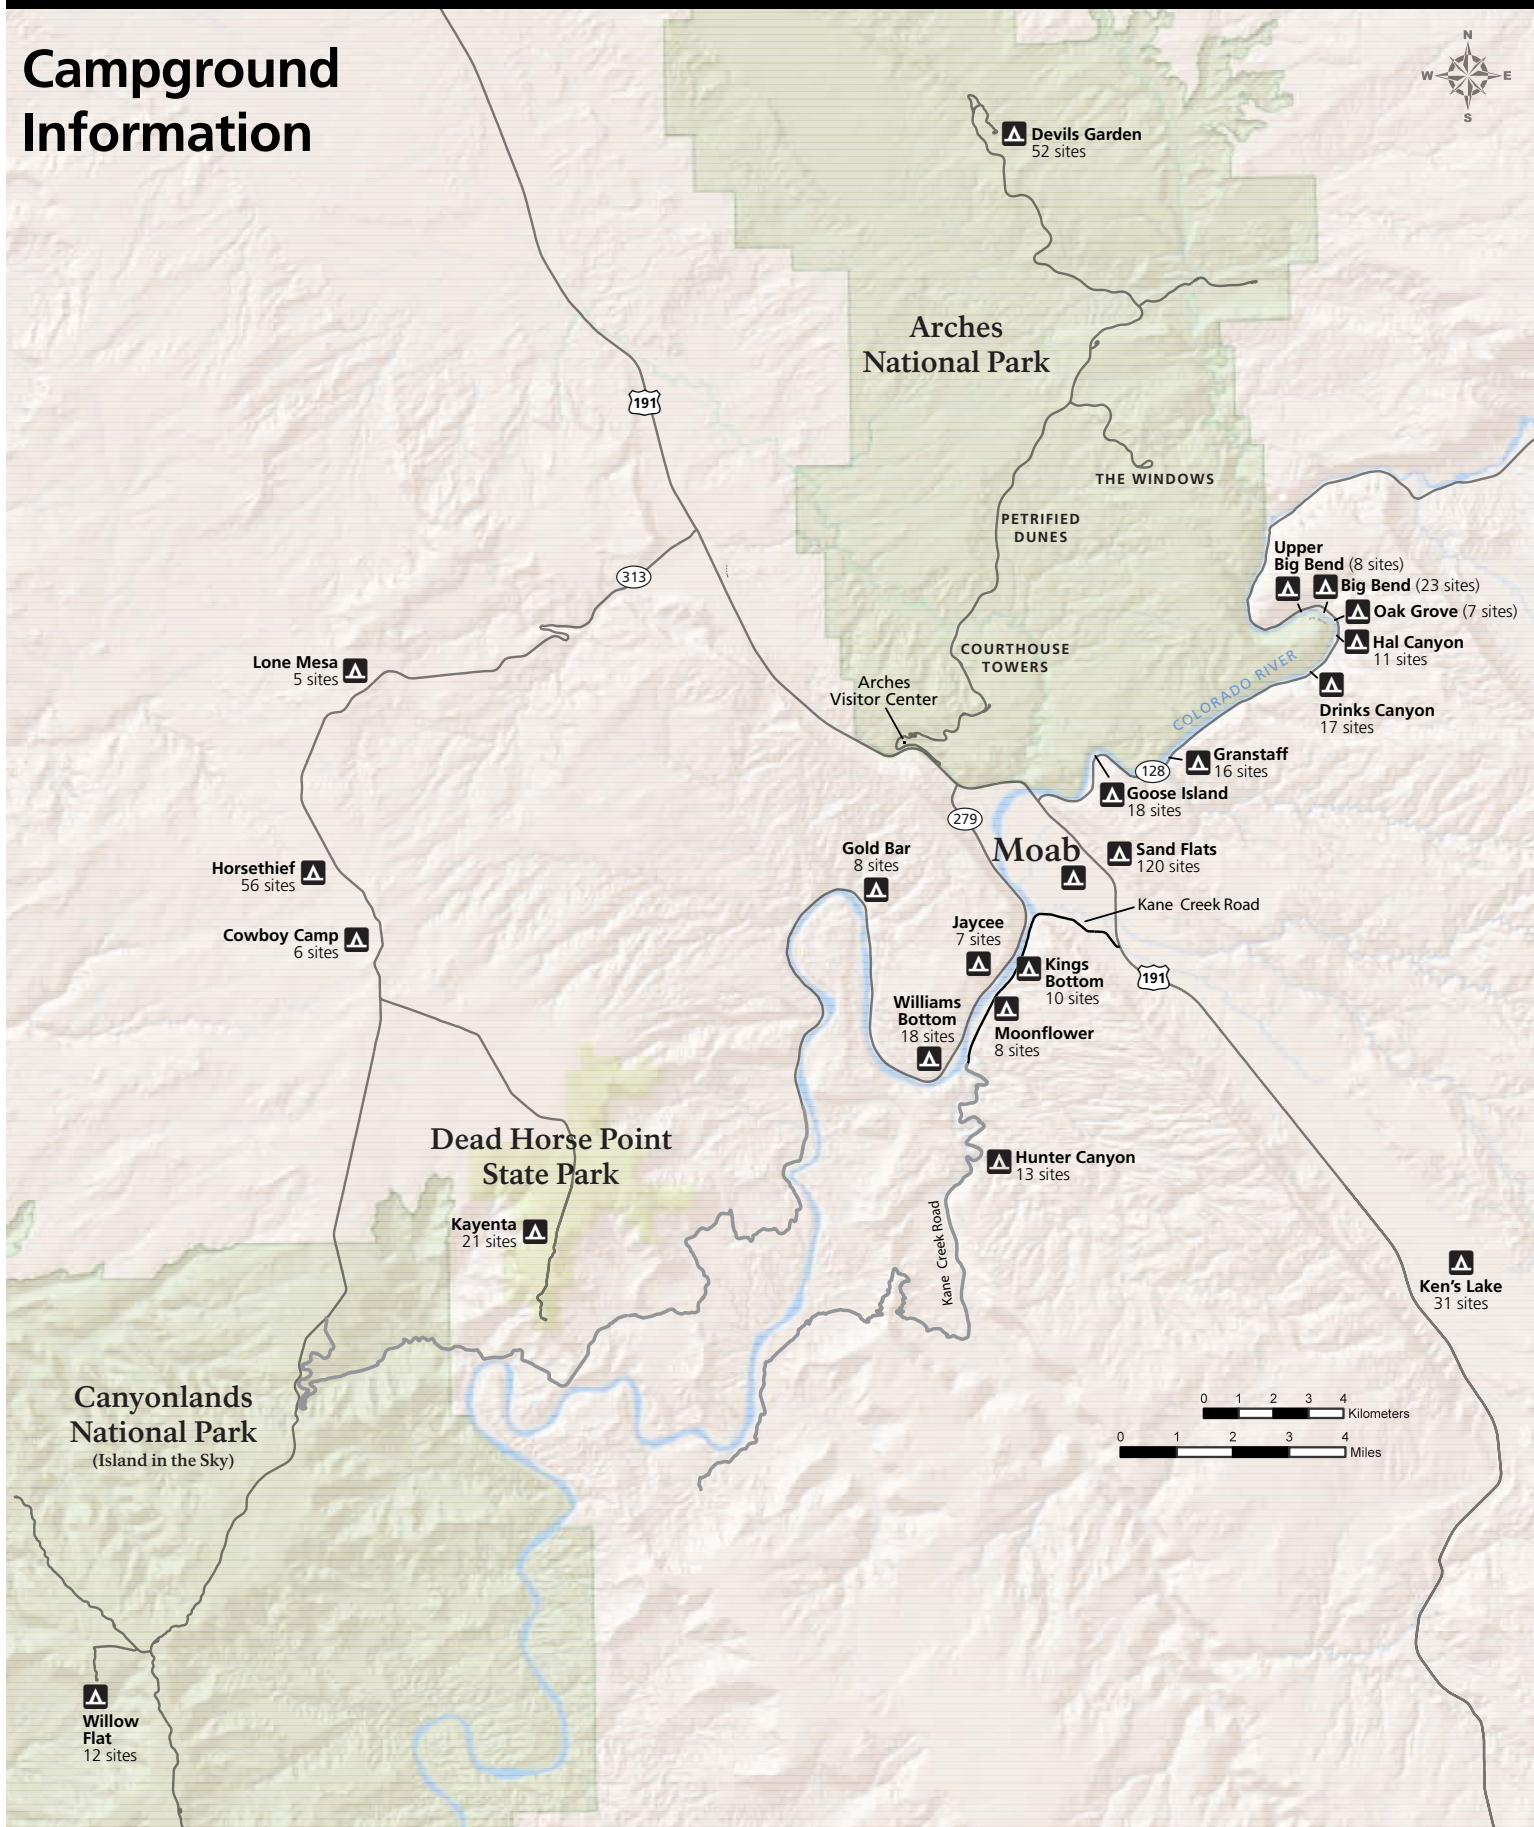 Campground
Information
N
W
E
S
Devils Garden
52 sites
Arches
National Park
191
THE WINDOWS
PETRIFIED
DUNES
313
Upper
Big Bend (8 sites)
Big Bend (23 sites)
Oak Grove (7 sites)
Hal Canyon
11 sites
COURTHOUSE
TOWERS
Lone Mesa
5 sites
Arches
Visitor Center
COLORADO RIVER
Drinks Canyon
17 sites
Granstaff
16 sites
128
Goose Island
18 sites
279
Moab
Sand Flats
120 sites
Gold Bar
8 sites
Horsethief
56 sites
Kane Creek Road
Jaycee
7 sites
Cowboy Camp
6 sites
Kings
Bottom
10 sites
191
Williams
Bottom
18 sites
Moonflower
8 sites
Dead Horse Point
State Park
Hunter Canyon
13 sites
Kayenta
21 sites
Kane Creek Road
Ken's Lake
31 sites
Canyonlands
National Park
(Island in the Sky)
0 1 2 3 4
Kilometers
0 1 2 3 4
Miles
Willow
Flat
12 sites